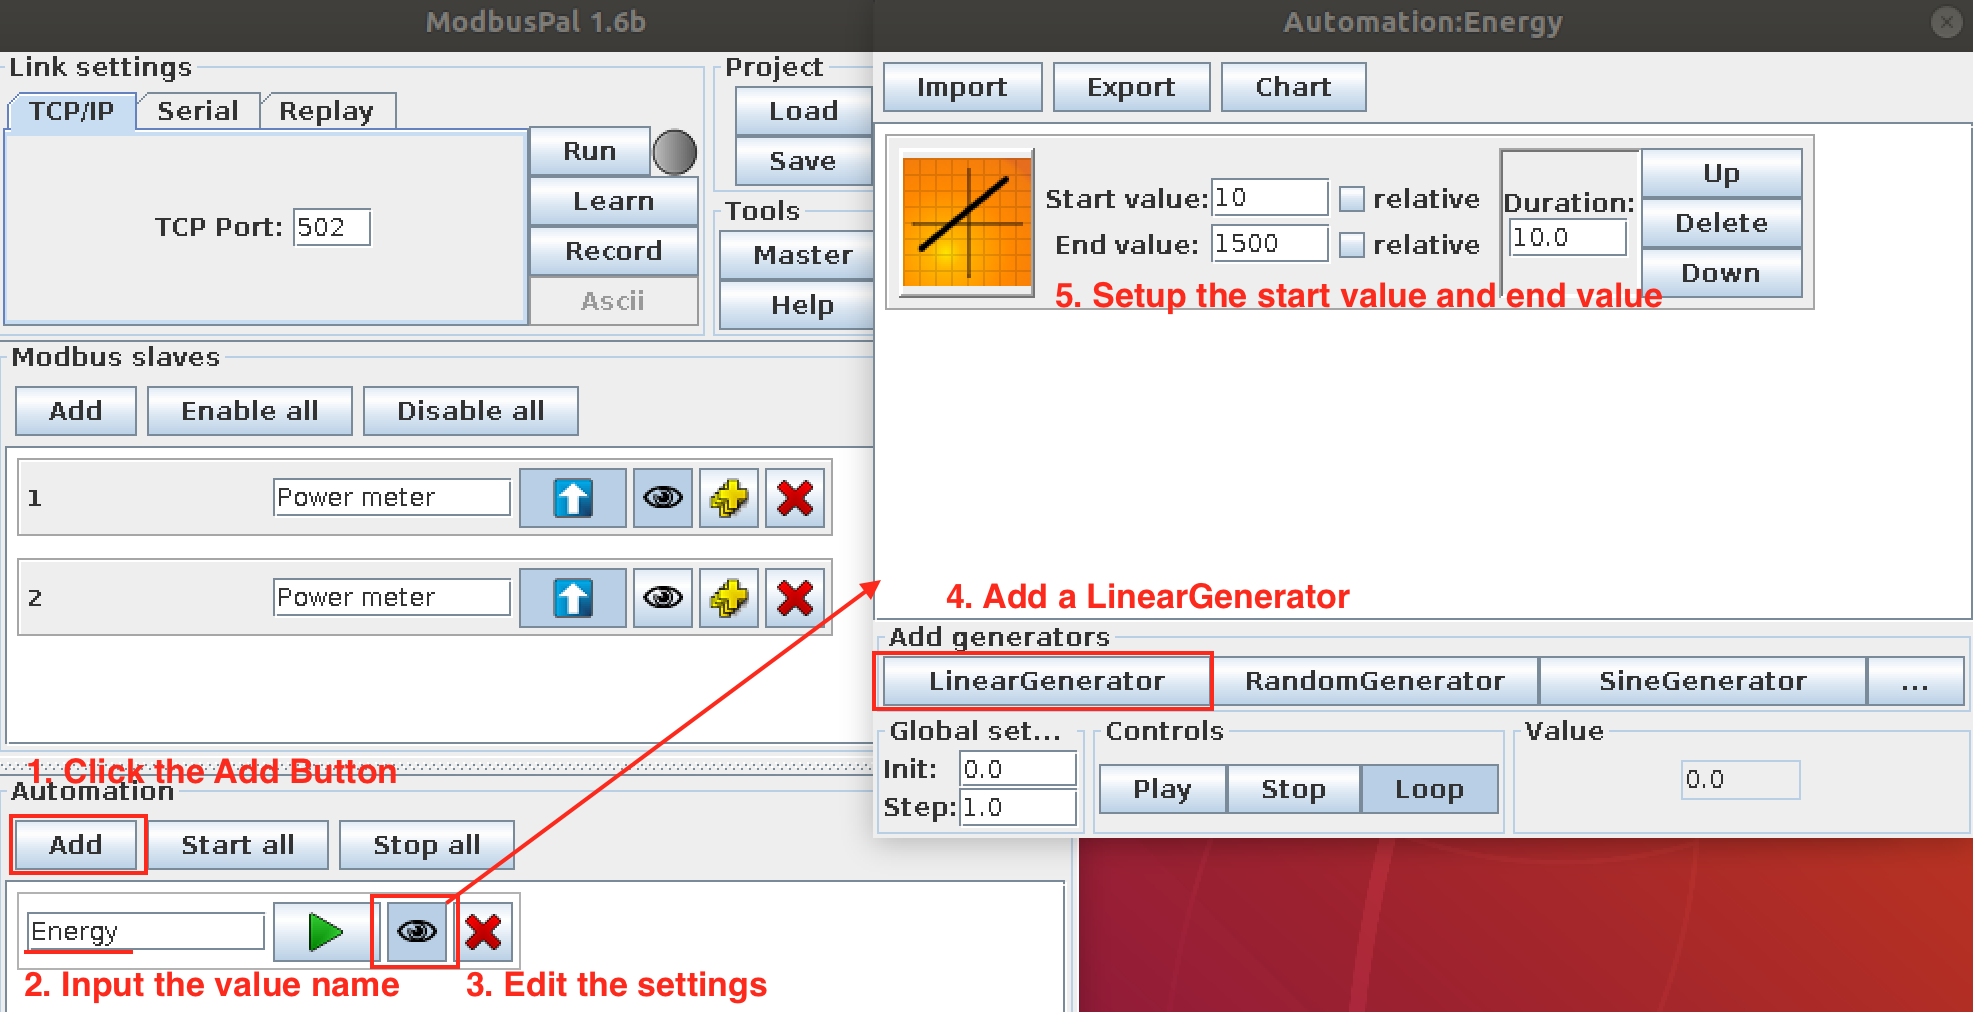 ModbusPal 1.6b
Link settings
TCP/IP Serial Replay
TCP Port: 502
Run
Learn
Record
Ascii
Project
Load
Save
Tools
Master
Help
Modbus slaves
Add Enable all Disable all
1 Power meter
2 Power meter
1. Click the Add Button
Automation
Add Start all Stop all
Energy
2. Input the value name
3. Edit the settings
Automation:Energy
Import Export Chart
Start value: 10 relative
End value: 1500 relative
Duration:
10.0
Up
Delete
Down
5. Setup the start value and end value
4. Add a LinearGenerator
Add generators
LinearGenerator RandomGenerator SineGenerator ...
Global set...
Init: 0.0
Step: 1.0
Controls
Play Stop Loop
Value
0.0